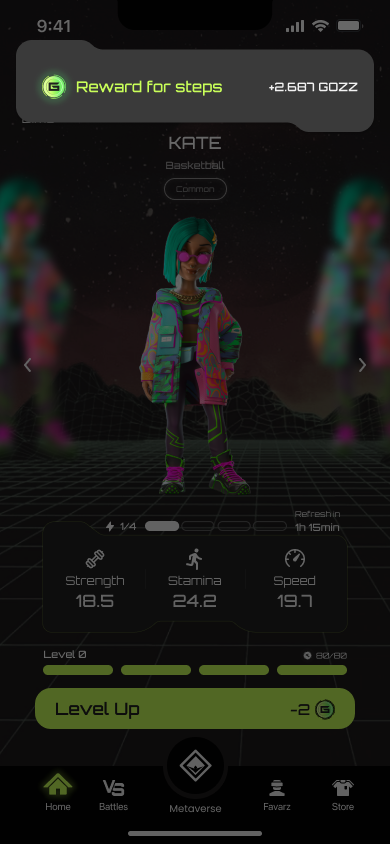 9:41
Reward for steps
+2.687 GOZZ
KATE
Basketball
Common
1/4
Refresh in
1h 15min
Strength
18.5
Stamina
24.2
Speed
19.7
Level 0
80/80
Level Up
-2 G
Home
VS
Battles
Metaverse
Favarz
Store